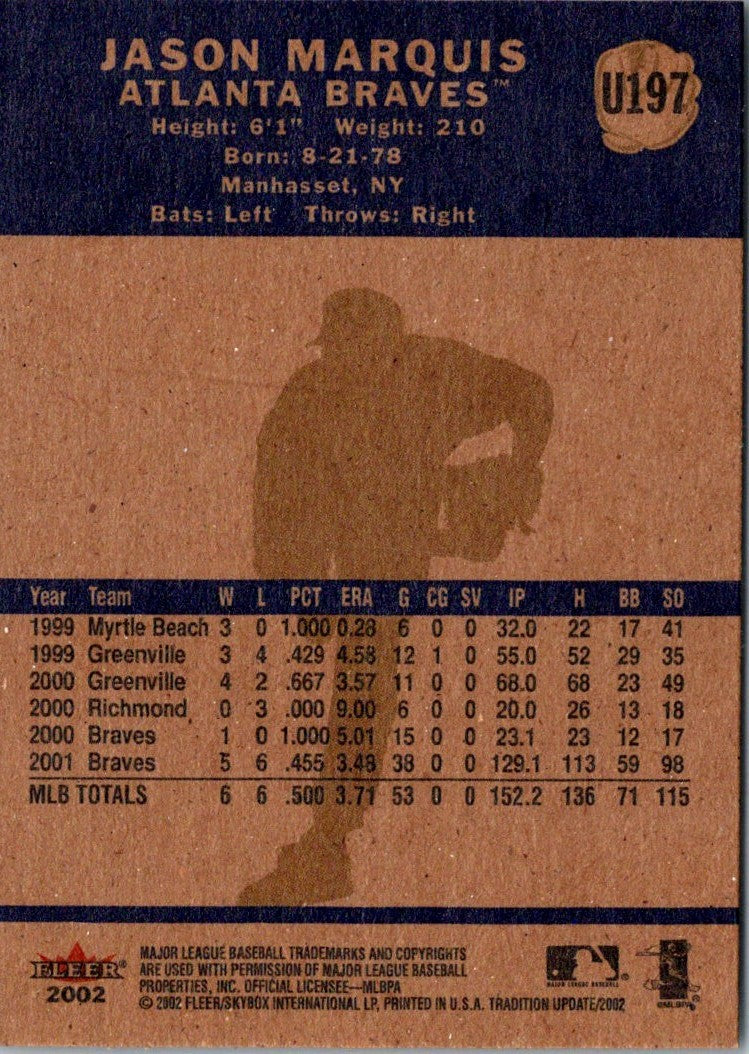 JASON MARQUIS
ATLANTA BRAVES™
U197
Height: 6'1" Weight: 210
Born: 8-21-78
Manhasset, NY
Bats: Left Throws: Right
Year Team W L PCT ERA G CG SV IP H BB SO
1999 Myrtle Beach 3 0 1.000 0.28 6 0 0 32.0 22 17 41
1999 Greenville 3 4 .429 4.58 12 1 0 55.0 52 29 35
2000 Greenville 4 2 .667 3.57 11 0 0 68.0 68 23 49
2000 Richmond 0 3 .000 9.00 6 0 0 20.0 26 13 18
2000 Braves 1 0 1.000 5.01 15 0 0 23.1 23 12 17
2001 Braves 5 6 .455 3.48 38 0 0 129.1 113 59 98
MLB TOTALS 6 6 .500 3.71 53 0 0 152.2 136 71 115
FLEER®
2002
MAJOR LEAGUE BASEBALL TRADEMARKS AND COPYRIGHTS
ARE USED WITH PERMISSION OF MAJOR LEAGUE BASEBALL
PROPERTIES, INC. OFFICIAL LICENSEE—MLBPA
© 2002 FLEER/SKYBOX INTERNATIONAL LP, PRINTED IN U.S.A. TRADITION UPDATE/2002
MAJOR LEAGUE BASEBALL
©MLBPA